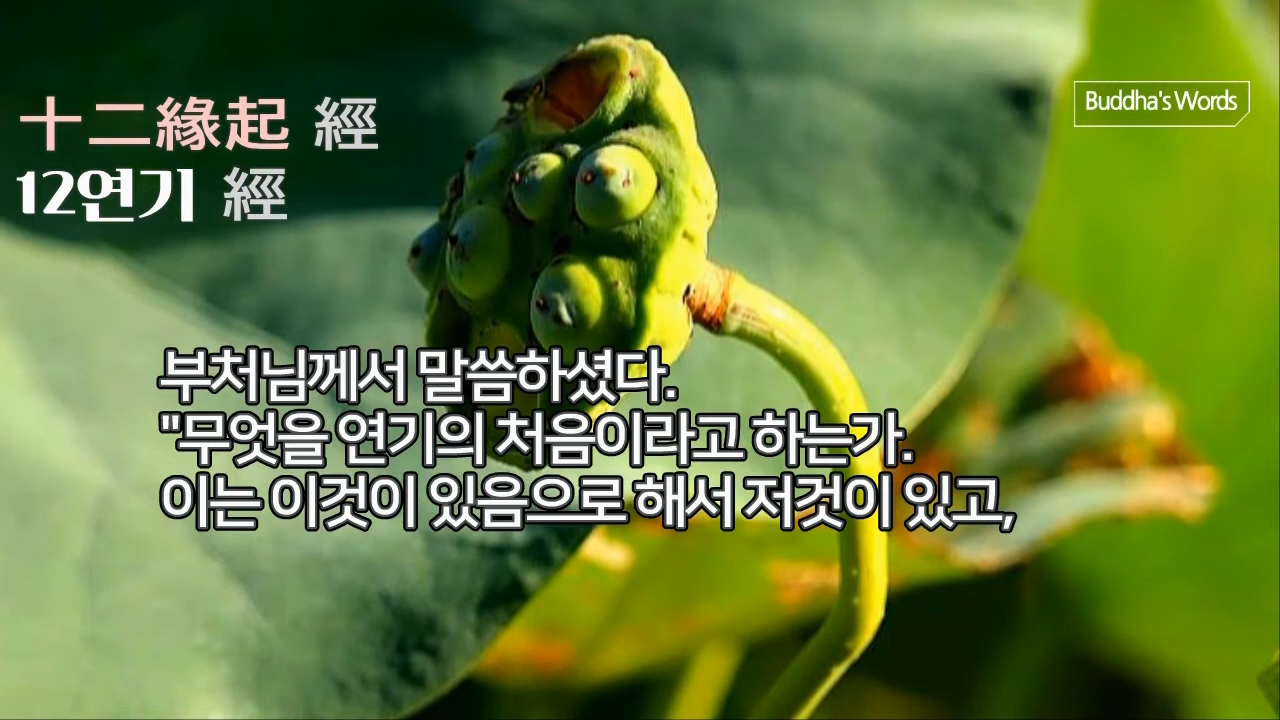 十二緣起 經
12연기 經
Buddha's Words
부처님께서 말씀하셨다.
"무엇을 연기의 처음이라고 하는가.
이는 이것이 있음으로 해서 저것이 있고,